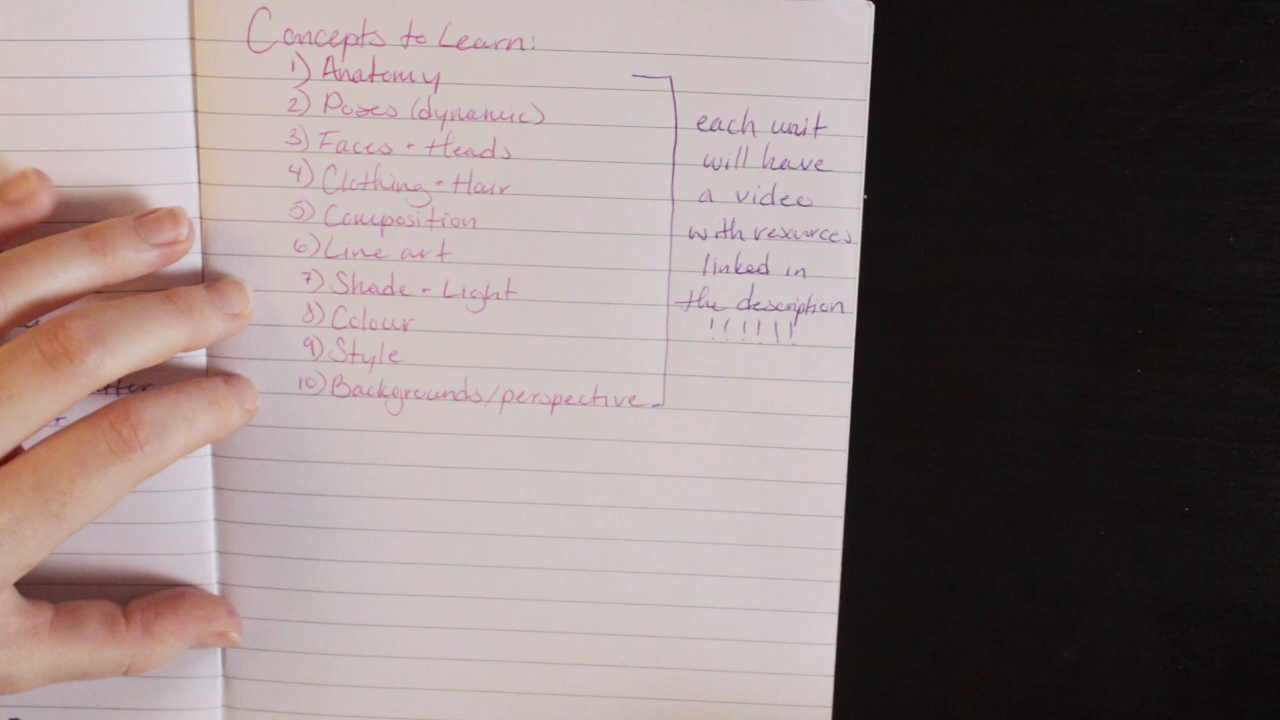 Concepts to Learn:
1) Anatomy
2) Poses (dynamic)
3) Faces - Heads
4) Clothing - Hair
5) Composition
6) Line art
7) Shade - Light
8) Colour
9) Style
10) Backgrounds/perspective
each unit
will have
a video
with resources
linked in
the description
!!!!!!